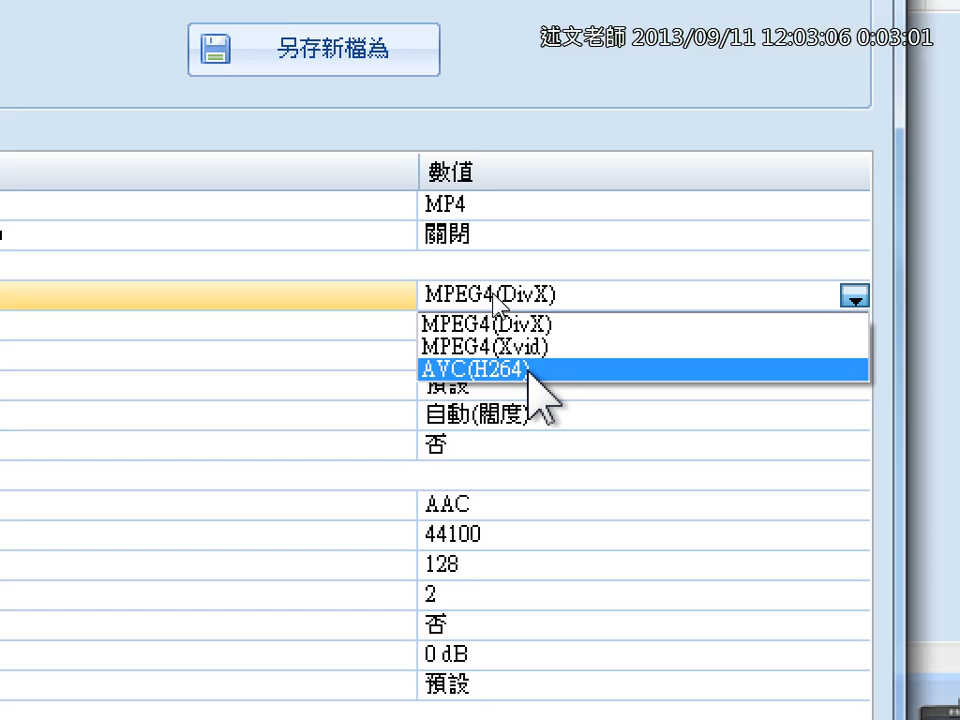 另存新檔為
述文老師 2013/09/11 12:03:06 0:03:01
數值
MP4
關閉
MPEG4(DivX)
MPEG4(DivX)
MPEG4(Xvid)
AVC(H264)
預設
自動(闊度)
否
AAC
44100
128
2
否
0 dB
預設